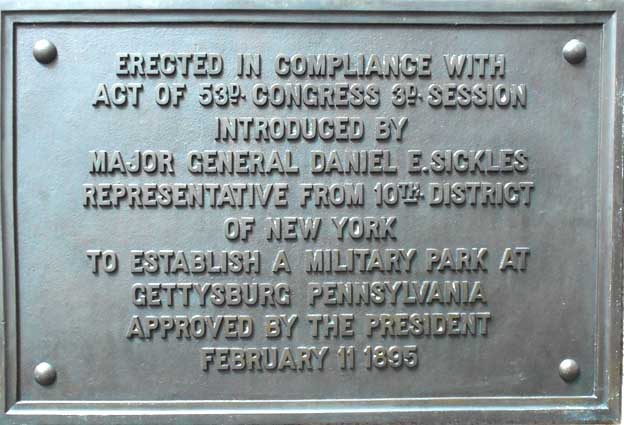 ERECTED IN COMPLIANCE WITH
ACT OF 53D. CONGRESS 3D. SESSION
INTRODUCED BY
MAJOR GENERAL DANIEL E. SICKLES
REPRESENTATIVE FROM 10TH. DISTRICT
OF NEW YORK
TO ESTABLISH A MILITARY PARK AT
GETTYSBURG PENNSYLVANIA
APPROVED BY THE PRESIDENT
FEBRUARY 11 1895